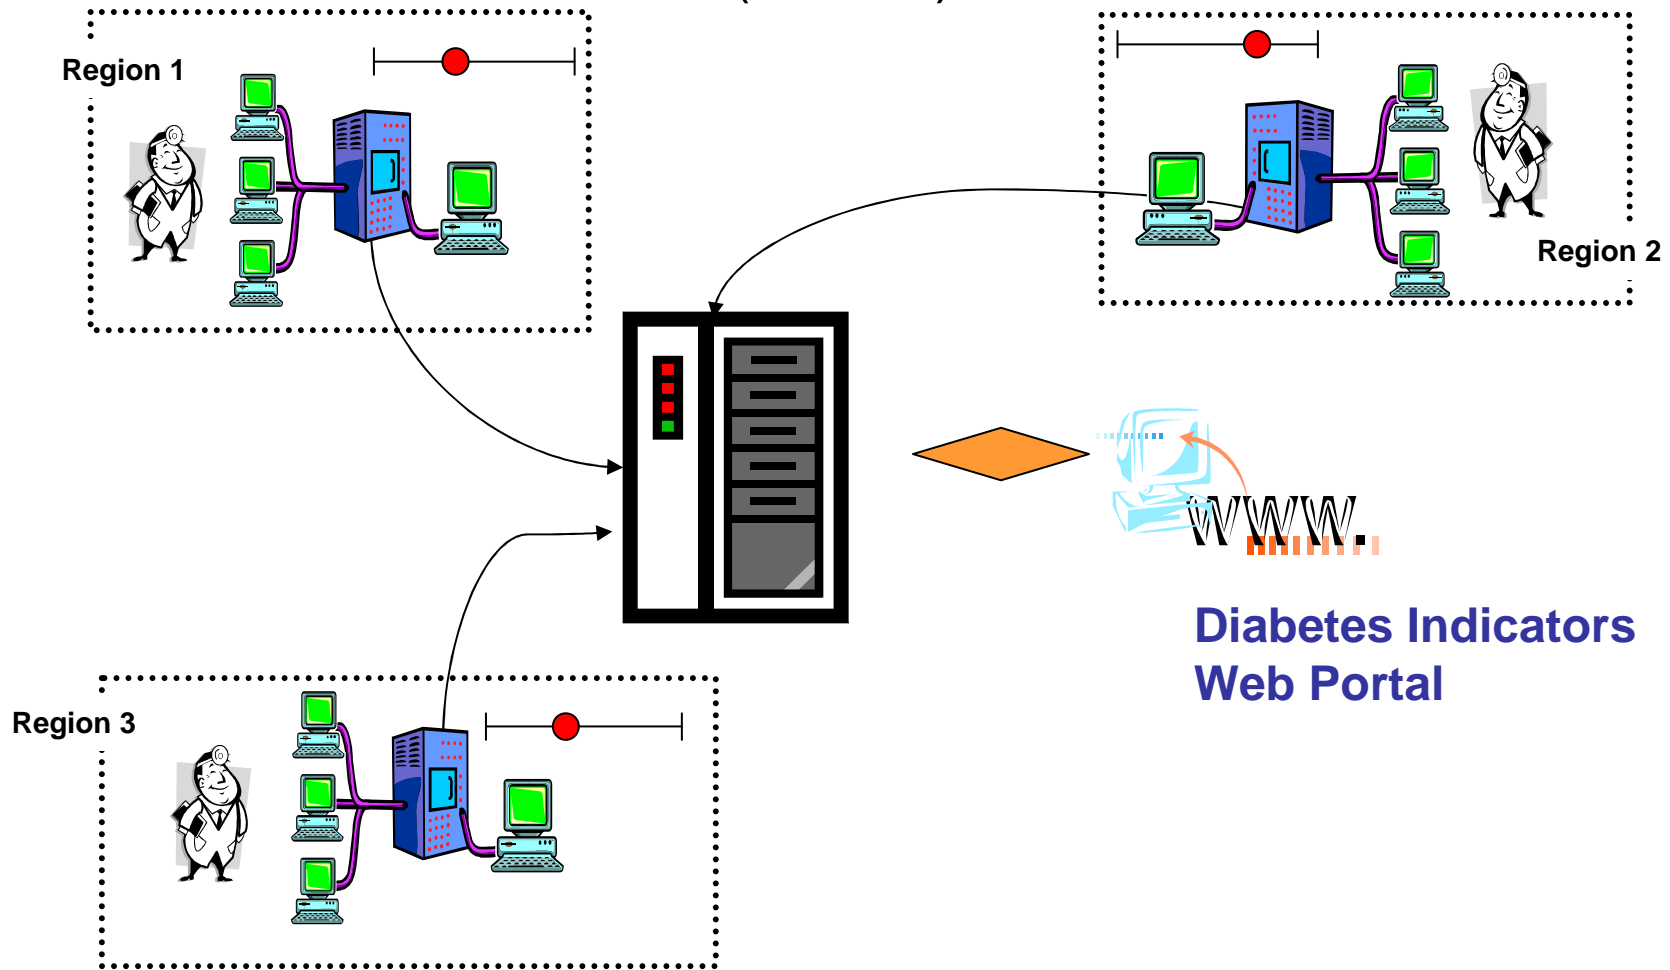 Region 1
Region 2
www.
Diabetes Indicators
Web Portal
Region 3